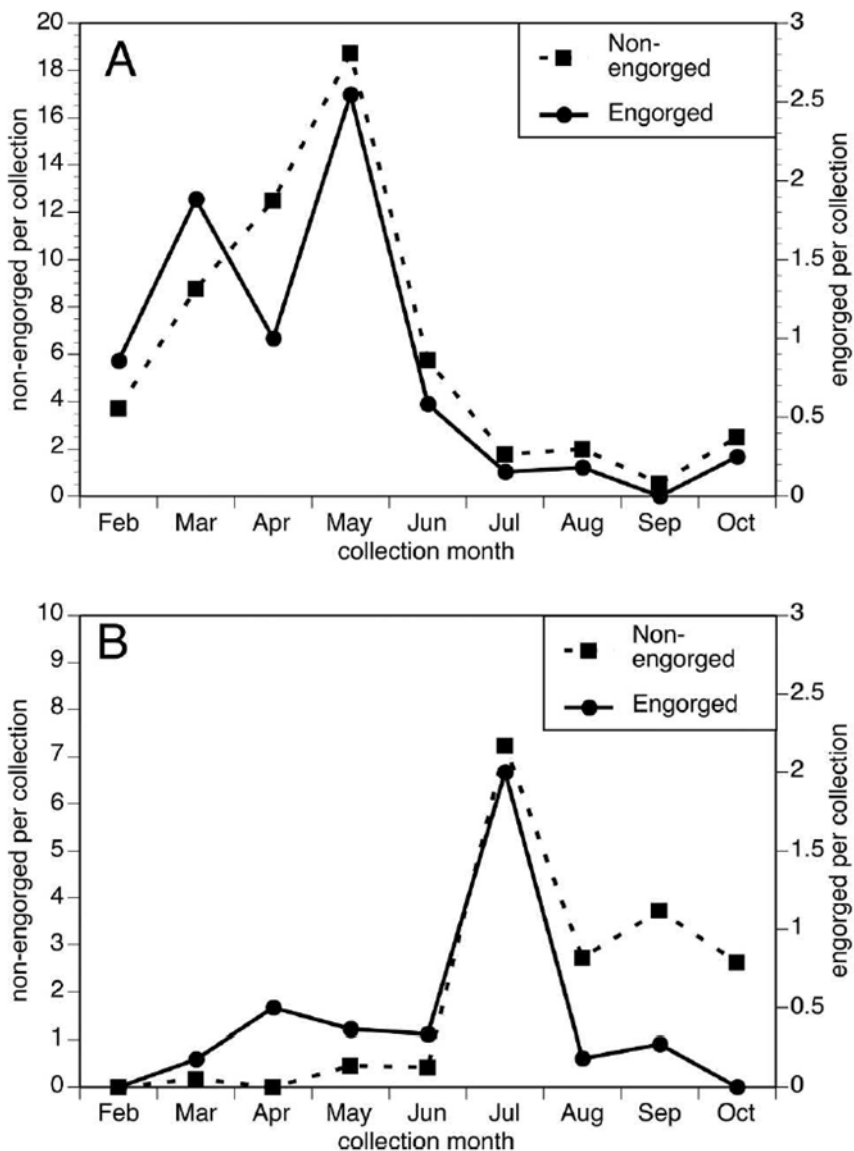 A
20
18
16
14
12
10
8
6
4
2
0
non-engorged per collection
3
2.5
2
1.5
1
0.5
0
engorged per collection
Non-
engorged
Engorged
Feb Mar Apr May Jun Jul Aug Sep Oct
collection month
B
10
9
8
7
6
5
4
3
2
1
0
non-engorged per collection
3
2.5
2
1.5
1
0.5
0
engorged per collection
Non-
engorged
Engorged
Feb Mar Apr May Jun Jul Aug Sep Oct
collection month